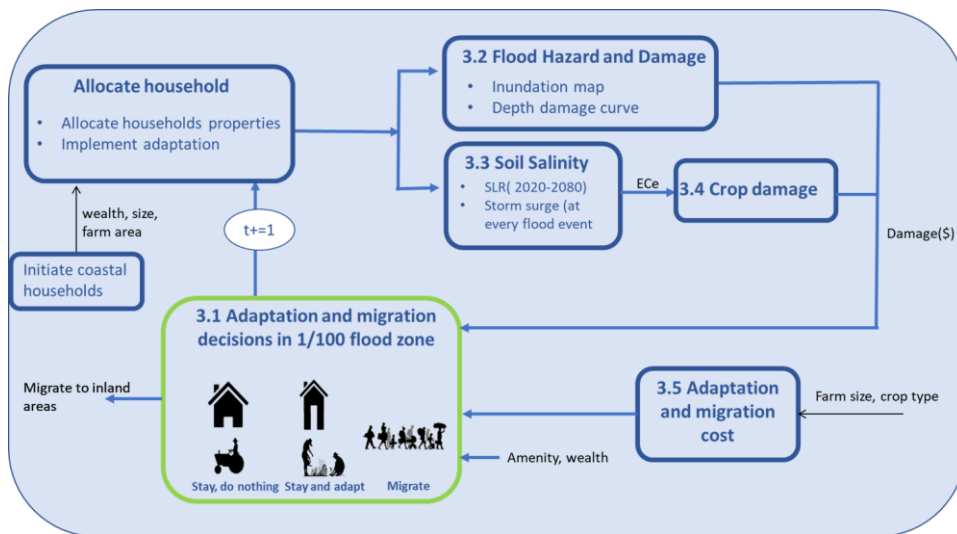 Allocate household
• Allocate households properties
• Implement adaptation
wealth, size,
farm area
Initiate coastal
households
t+=1
3.2 Flood Hazard and Damage
• Inundation map
• Depth damage curve
3.3 Soil Salinity
• SLR( 2020-2080)
• Storm surge (at
every flood event
ECe
3.4 Crop damage
Damage($)
3.1 Adaptation and migration
decisions in 1/100 flood zone
Stay, do nothing
Stay and adapt
Migrate
Migrate to inland
areas
3.5 Adaptation
and migration
cost
Farm size, crop type
Amenity, wealth